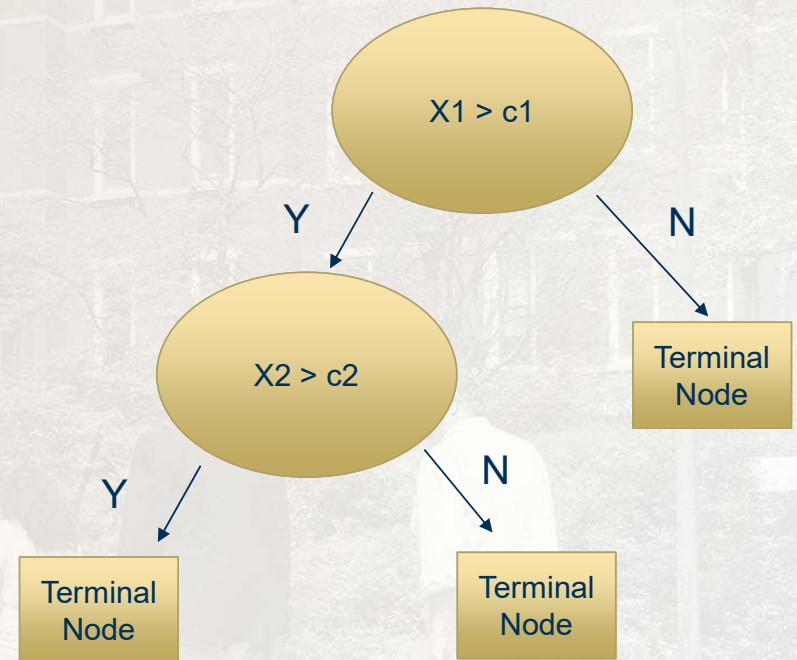 X1 > c1
Y
N
X2 > c2
Terminal
Node
Y
N
Terminal
Node
Terminal
Node